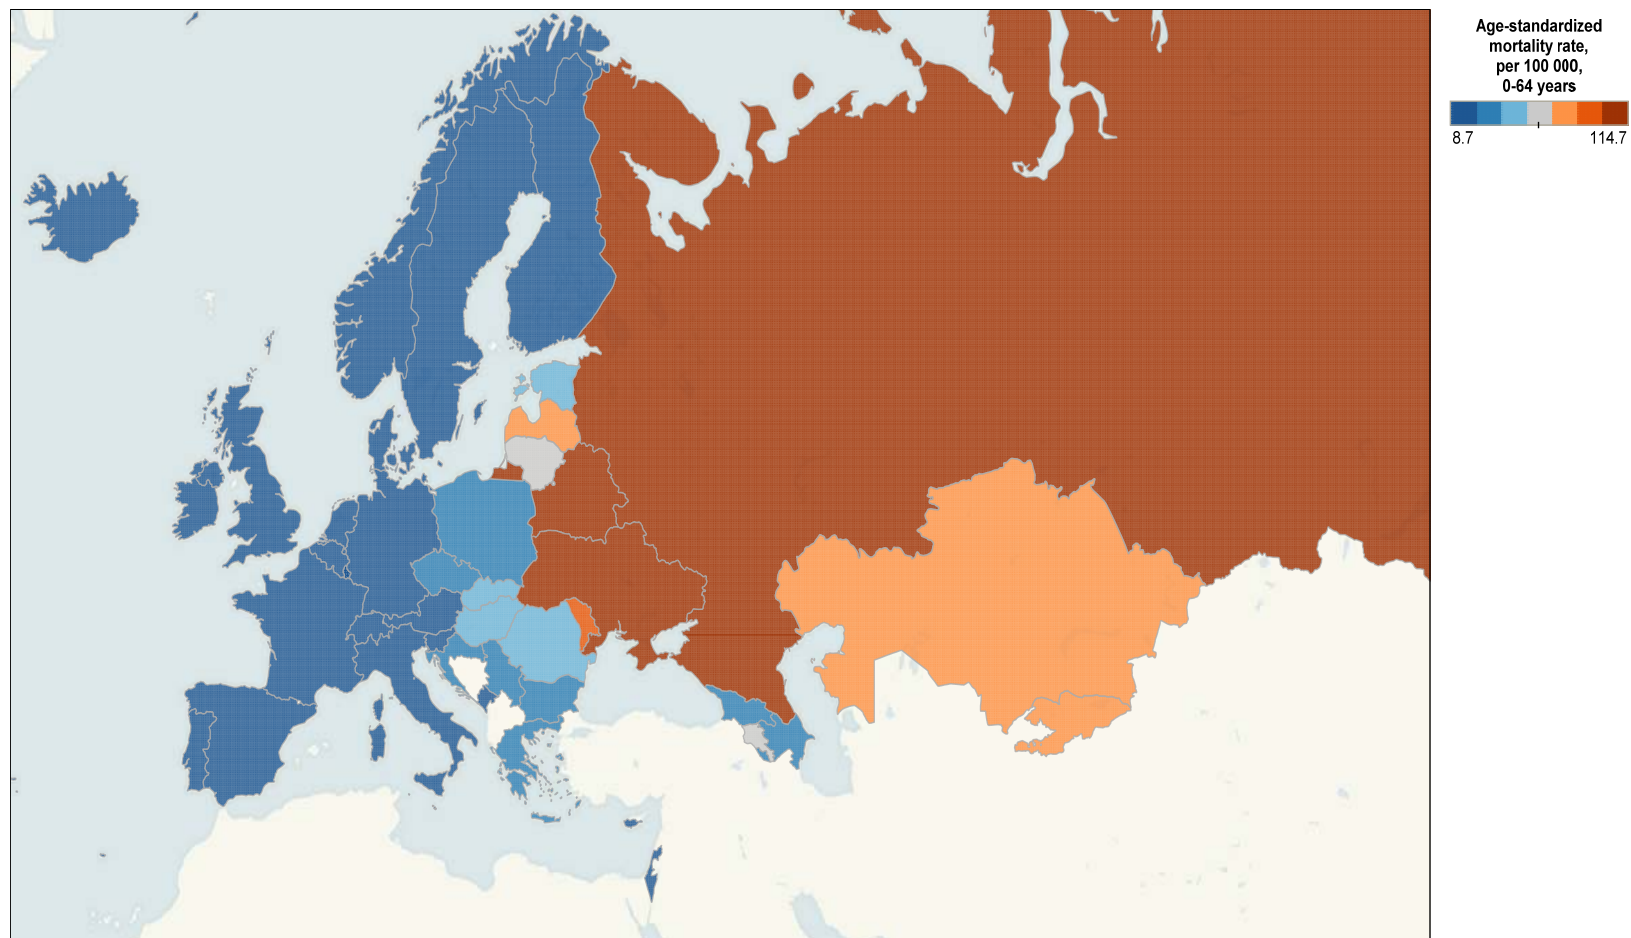 Age-standardized
mortality rate,
per 100 000,
0-64 years
8.7 114.7